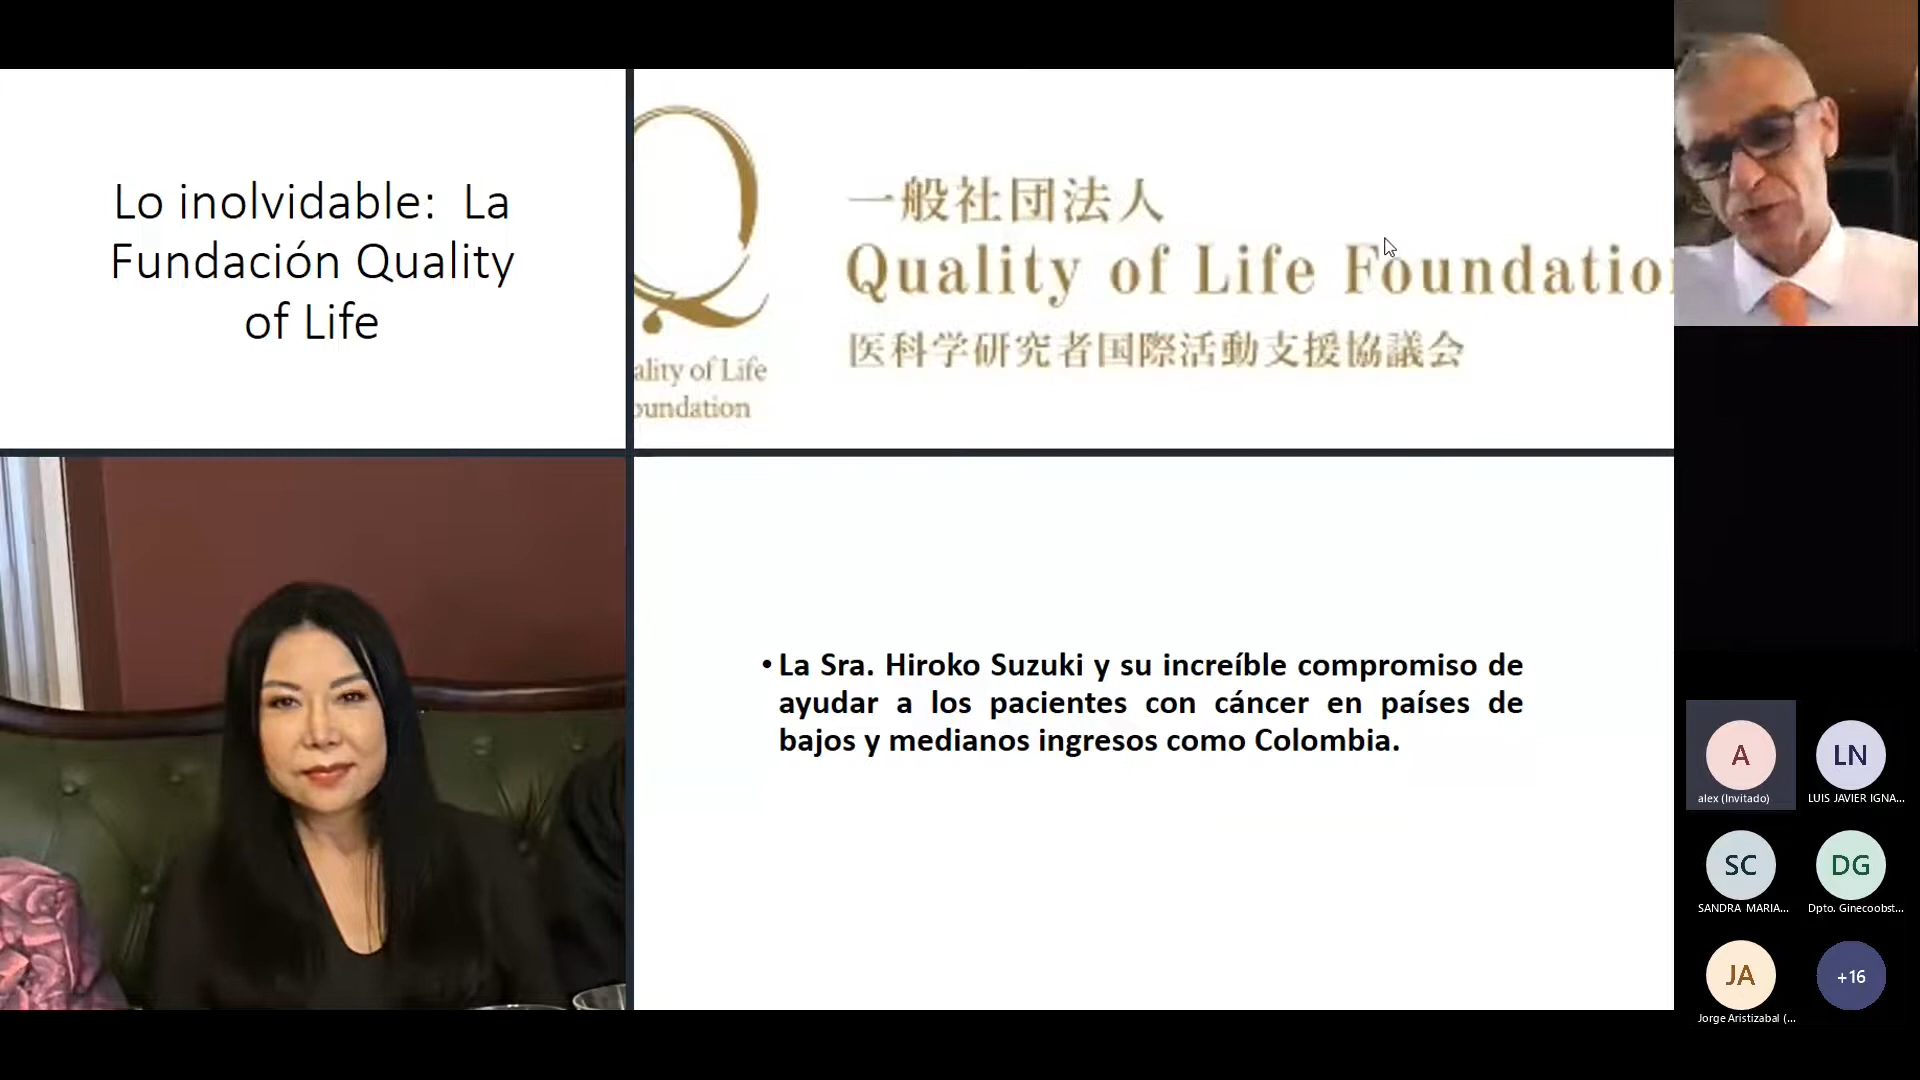 Lo inolvidable: La
Fundación Quality
of Life
Q
ality of Life
oundation
一般社団法人
Quality of Life Foundation
医科学研究者国際活動支援協議会
• La Sra. Hiroko Suzuki y su increíble compromiso de
ayudar a los pacientes con cáncer en países de
bajos y medianos ingresos como Colombia.
A
alex (Invitado)
LN
LUIS JAVIER IGNA...
SC
SANDRA MARIA...
DG
Dpto. Ginecoobst...
JA
Jorge Aristizabal (...
+16